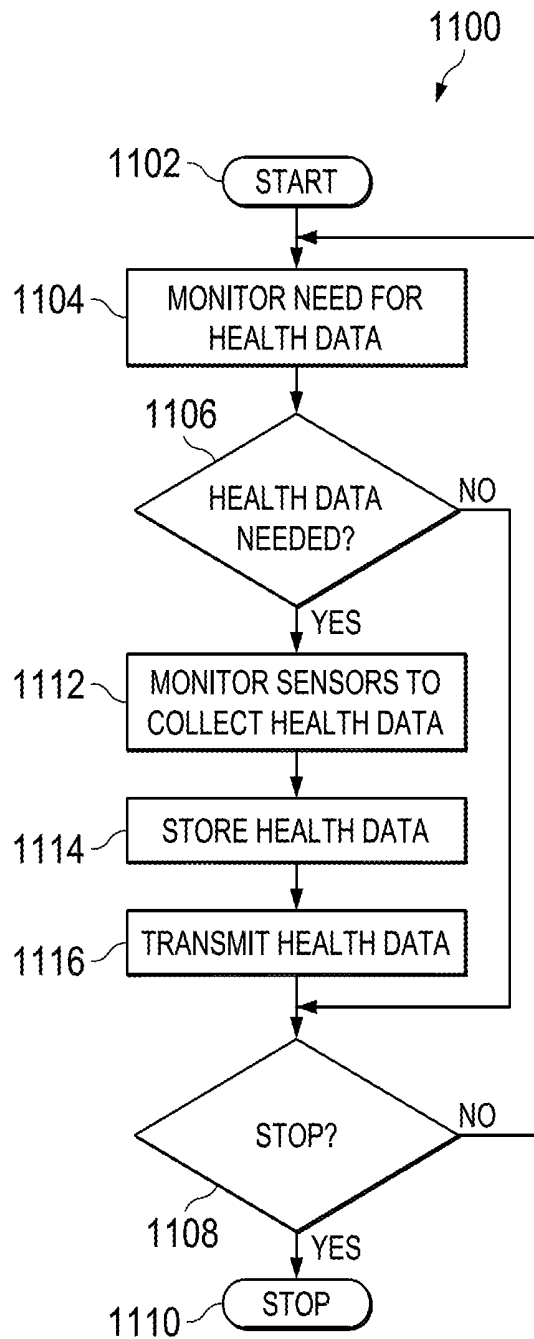 1100
1102
START
1104
MONITOR NEED FOR
HEALTH DATA
1106
HEALTH DATA
NEEDED?
NO
YES
1112
MONITOR SENSORS TO
COLLECT HEALTH DATA
1114
STORE HEALTH DATA
1116
TRANSMIT HEALTH DATA
STOP?
NO
1108
YES
1110
STOP